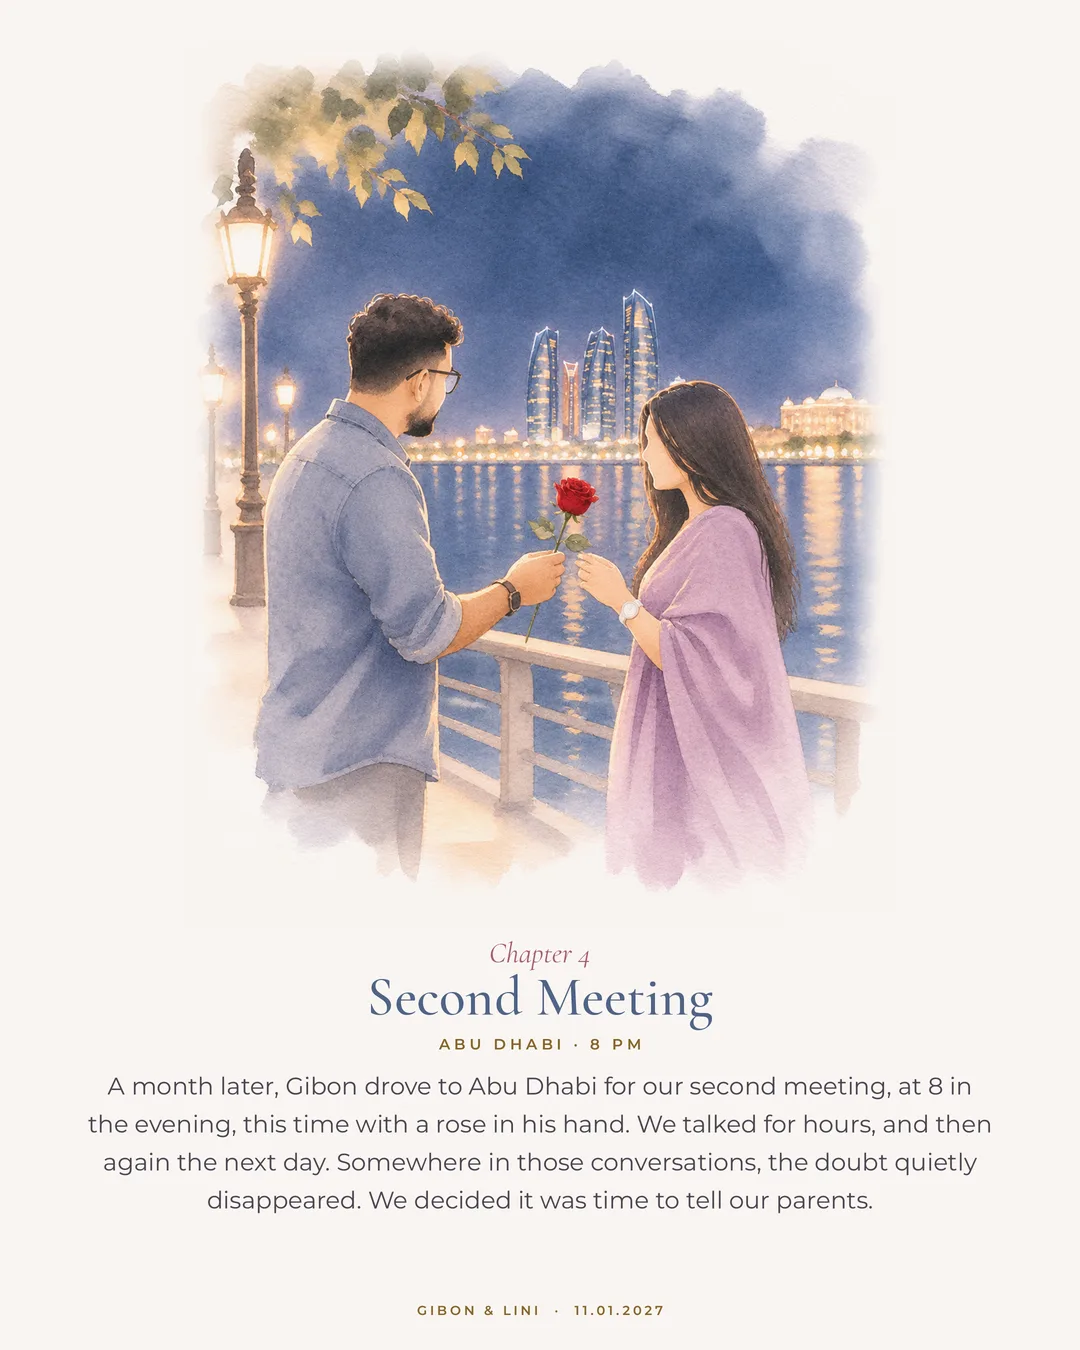 Chapter 4
Second Meeting
ABU DHABI · 8 PM
A month later, Gibon drove to Abu Dhabi for our second meeting, at 8 in
the evening, this time with a rose in his hand. We talked for hours, and then
again the next day. Somewhere in those conversations, the doubt quietly
disappeared. We decided it was time to tell our parents.
GIBON & LINI · 11.01.2027